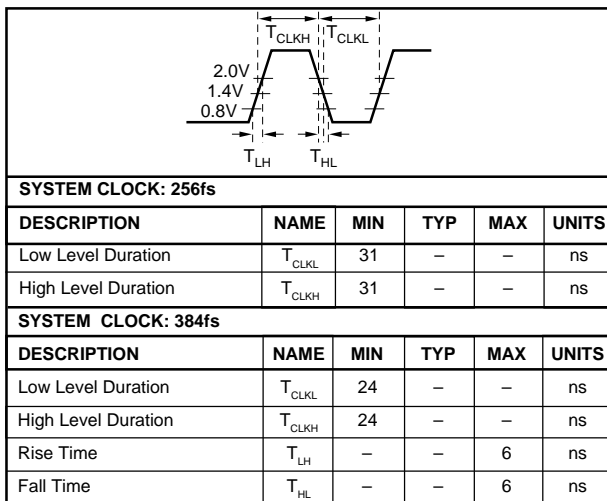 T_CLKH T_CLKL
2.0V
1.4V
0.8V
T_LH T_HL
SYSTEM CLOCK: 256fs
DESCRIPTION NAME MIN TYP MAX UNITS
Low Level Duration T_CLKL 31 – – ns
High Level Duration T_CLKH 31 – – ns
SYSTEM CLOCK: 384fs
DESCRIPTION NAME MIN TYP MAX UNITS
Low Level Duration T_CLKL 24 – – ns
High Level Duration T_CLKH 24 – – ns
Rise Time T_LH – – 6 ns
Fall Time T_HL – – 6 ns